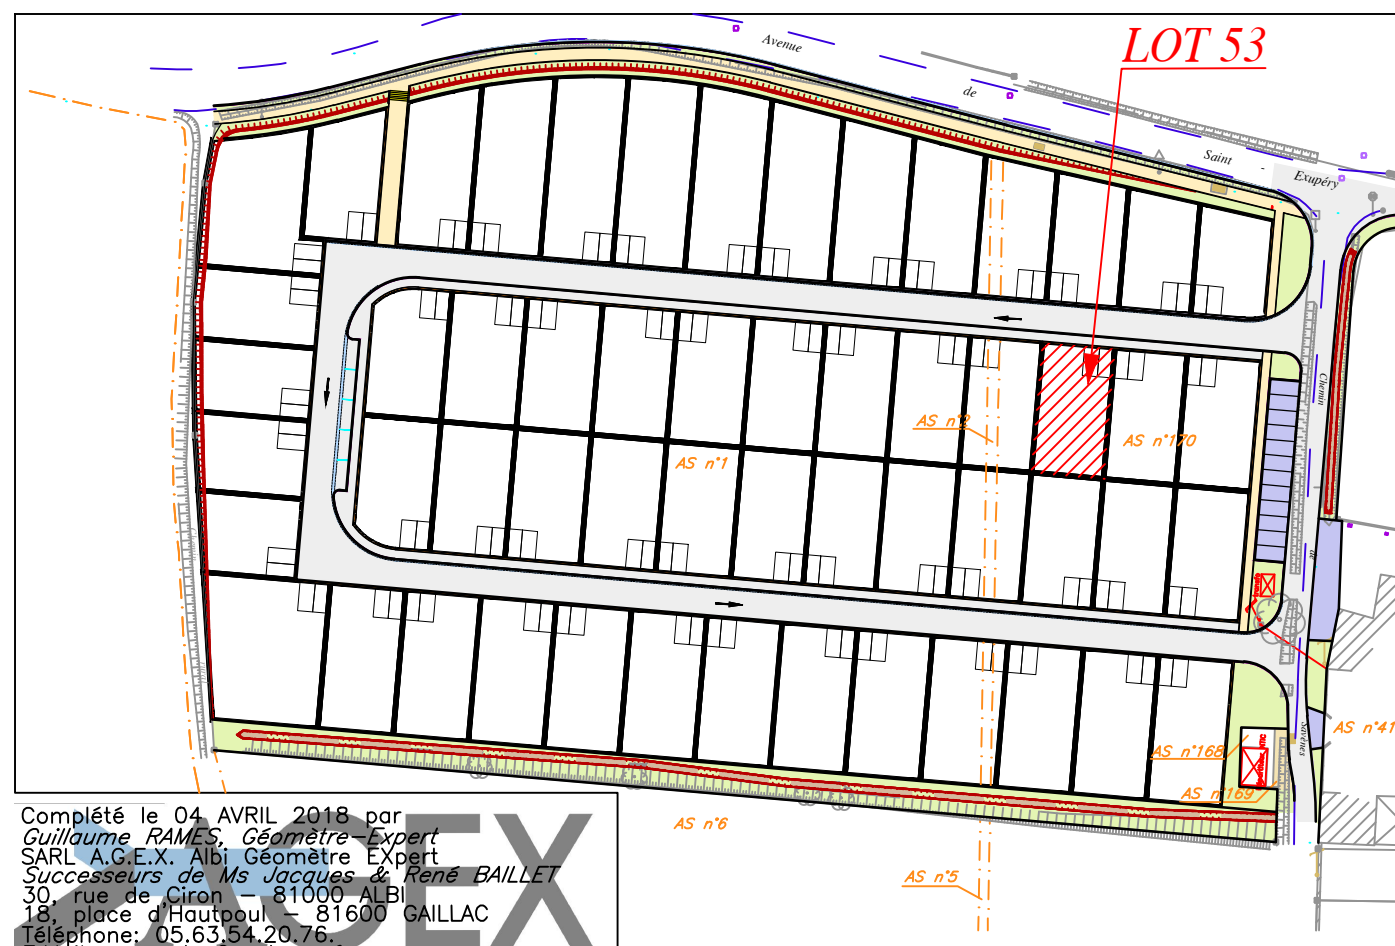 LOT 53
Avenue
de
Saint
Exupéry
Chemin
de
Savènes
AS n°2
AS n°170
AS n°1
AS n°41
AS n°168
AS n°169
AS n°6
AS n°5
Complété le 04 AVRIL 2018 par
Guillaume RAMES, Géomètre-Expert
SARL A.G.E.X. Albi Géomètre EXpert
Successeurs de Ms Jacques & René BAILLET
30, rue de Ciron - 81000 ALBI
18, place d'Hautpoul - 81600 GAILLAC
Téléphone: 05.63.54.20.76.
AGEX